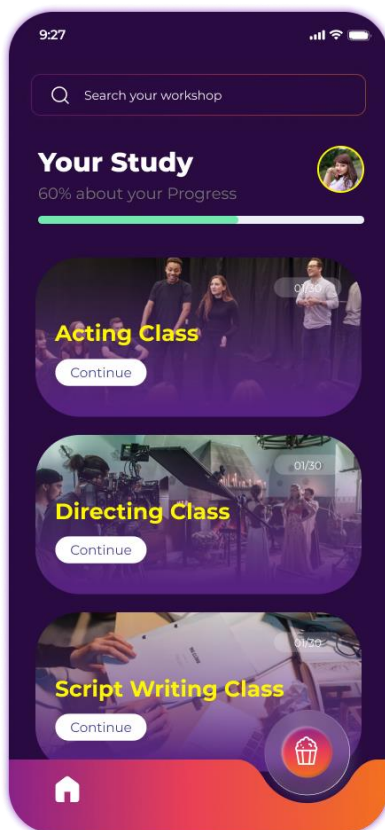 9:27
Search your workshop
Your Study
60% about your Progress
01/30
Acting Class
Continue
01/30
Directing Class
Continue
01/30
Script Writing Class
Continue